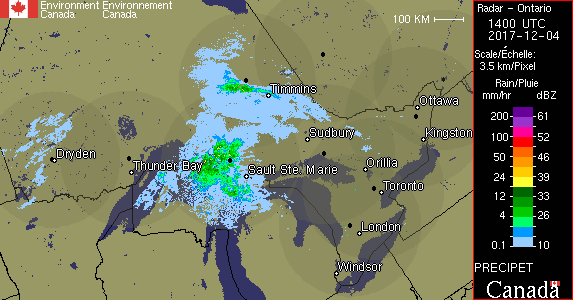 Environment Environnement
Canada Canada
100 KM
Timmins
Ottawa
Sudbury
Kingston
Dryden
Thunder Bay
Sault Ste. Marie
Orillia
Toronto
London
Windsor
Radar - Ontario
1400 UTC
2017-12-04
Scale/Échelle:
3.5 km/Pixel
Rain/Pluie
mm/hr dBZ
200 61
100 52
50 46
24 39
12 33
4 26
0.1 10
PRECIPET
Canada